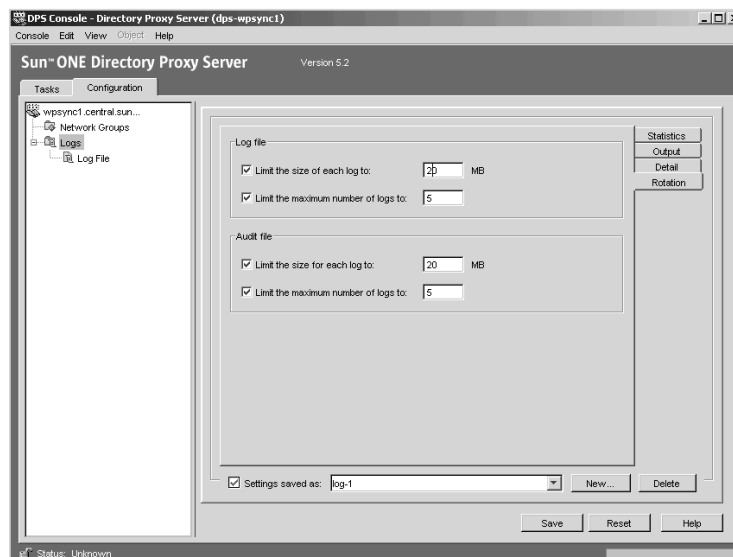 DPS Console - Directory Proxy Server (dps-wpsync1)
Console Edit View Object Help
Sun™ ONE Directory Proxy Server Version 5.2
Tasks Configuration
wpsync1.central.sun...
Network Groups
Logs
Log File
Statistics
Output
Detail
Rotation
Log file
Limit the size of each log to: 20 MB
Limit the maximum number of logs to: 5
Audit file
Limit the size for each log to: 20 MB
Limit the maximum number of logs to: 5
Settings saved as: log-1 New... Delete
Save Reset Help
Status: Unknown